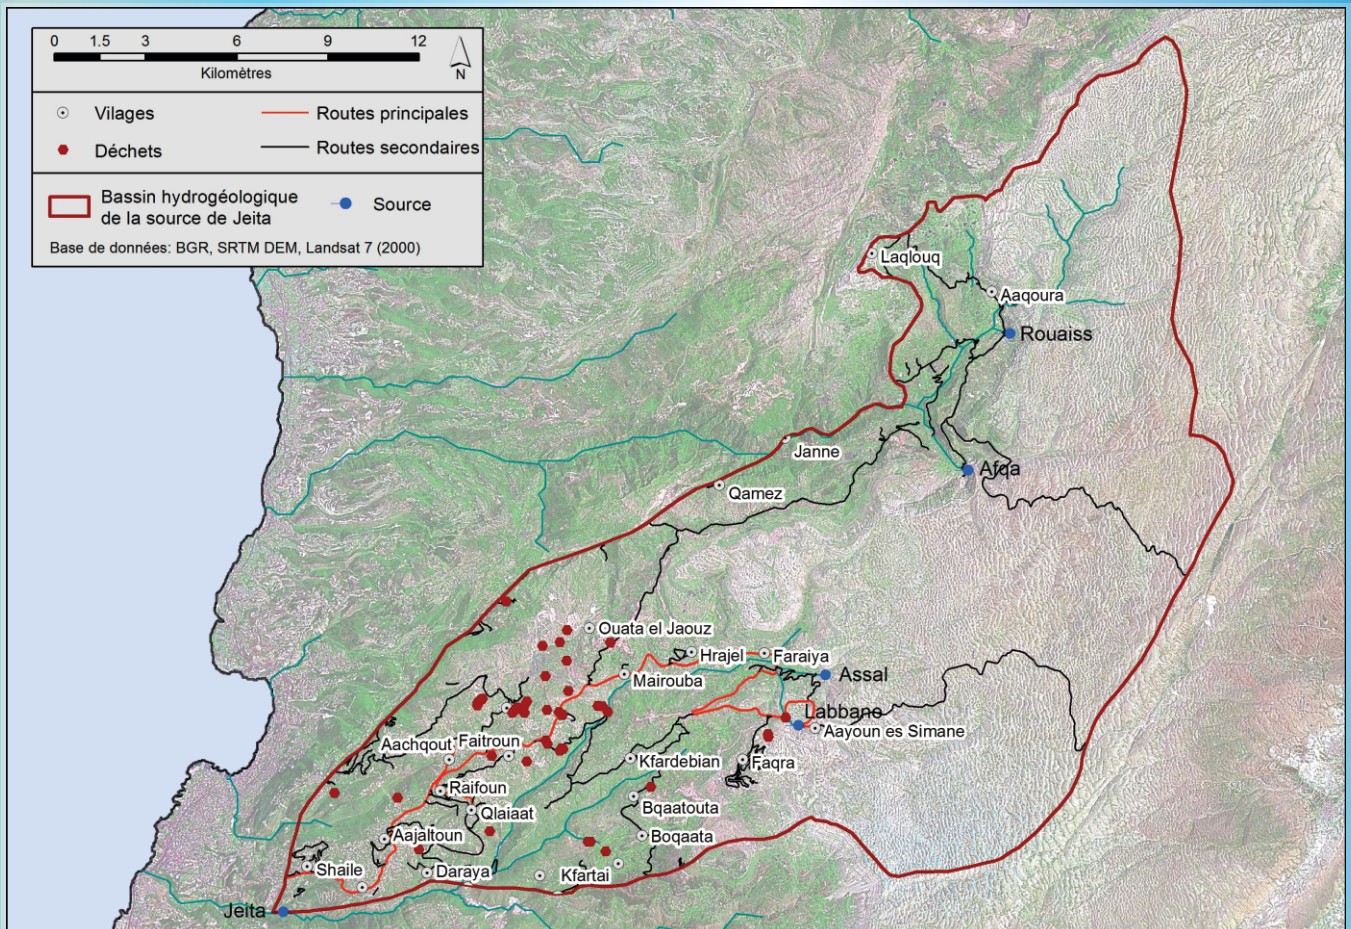 0 1.5 3 6 9 12
Kilomètres
N
Vilages
Routes principales
Déchets
Routes secondaires
Bassin hydrogéologique
de la source de Jeita
Source
Base de données: BGR, SRTM DEM, Landsat 7 (2000)
Laqlouq
Aaqoura
Rouaiss
Janne
Afqa
Qamez
Ouata el Jaouz
Hrajel
Faraiya
Mairouba
Assal
Labbane
Aayoun es Simane
Aachqout
Faitroun
Kfardebian
Faqra
Raifoun
Bqaatouta
Qlaiaat
Aajaltoun
Boqaata
Shaile
Daraya
Kfartai
Jeita